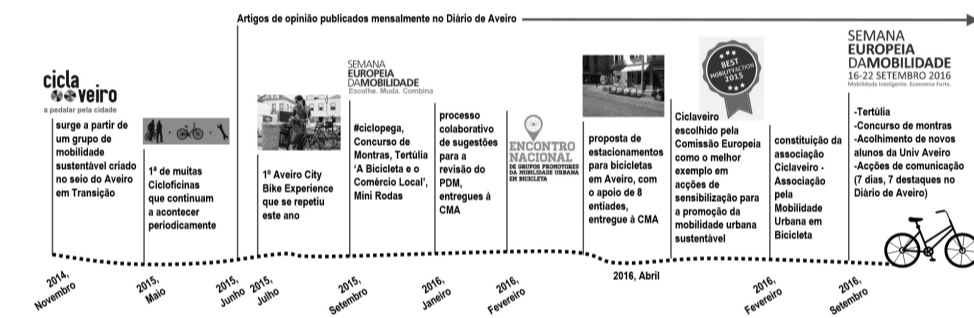 Artigos de opinião publicados mensalmente no Diário de Aveiro
cicla
veiro
a pedalar pela cidade
surge a partir de
um grupo de
mobilidade
sustentável criado
no seio do Aveiro
em Transição
1ª de muitas
Cicloficinas
que continuam
a acontecer
periodicamente
1º Aveiro City
Bike Experience
que se repetiu
este ano
SEMANA
EUROPEIA
DAMOBILIDADE
Escolhe. Muda. Combina
#ciclopega,
Concurso de
Montras, Tertúlia
'A Bicicleta e o
Comércio Local',
Mini Rodas
processo
colaborativo
de sugestões
para a
revisão do
PDM,
entregues à
CMA
ENCONTRO
NACIONAL
DE GRUPOS PROMOTORES
DA MOBILIDADE URBANA
EM BICICLETA
proposta de
estacionamentos
para bicicletas
em Aveiro, com
o apoio de 8
entiades,
entregue à CMA
BEST
MOBILITYACTION
2015
Ciclaveiro
escolhido pela
Comissão Europeia
como o melhor
exemplo em
acções de
sensibilização para
a promoção da
mobilidade urbana
sustentável
constituição da
associação
Ciclaveiro -
Associação
pela
Mobilidade
Urbana em
Bicicleta
SEMANA
EUROPEIA
DAMOBILIDADE
16-22 SETEMBRO 2016
Mobilidade Inteligente. Economia Forte.
-Tertúlia
-Concurso de montras
-Acolhimento de novos
alunos da Univ Aveiro
-Acções de comunicação
(7 dias, 7 destaques no
Diário de Aveiro)
2014,
Novembro
2015,
Maio
2015,
Junho
2015,
Julho
2015,
Setembro
2016,
Janeiro
2016,
Fevereiro
2016, Abril
2016,
Fevereiro
2016,
Setembro